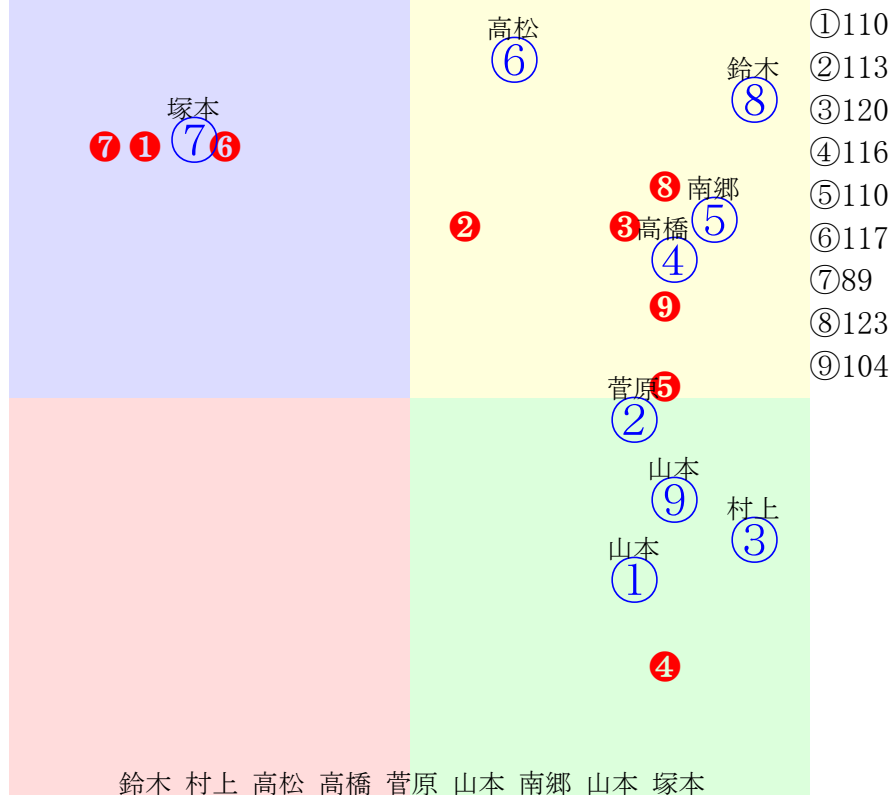 高松
⑥
鈴木
⑧
塚本
⑦
❼
❶
❻
❽
南郷
⑤
❷
❸
高橋
④
❾
❺
菅原
②
山本
⑨
村上
③
山本
①
❹
鈴木 村上 高松 高橋 菅原 山本 南郷 山本 塚本
①110
②113
③120
④116
⑤110
⑥117
⑦89
⑧123
⑨104